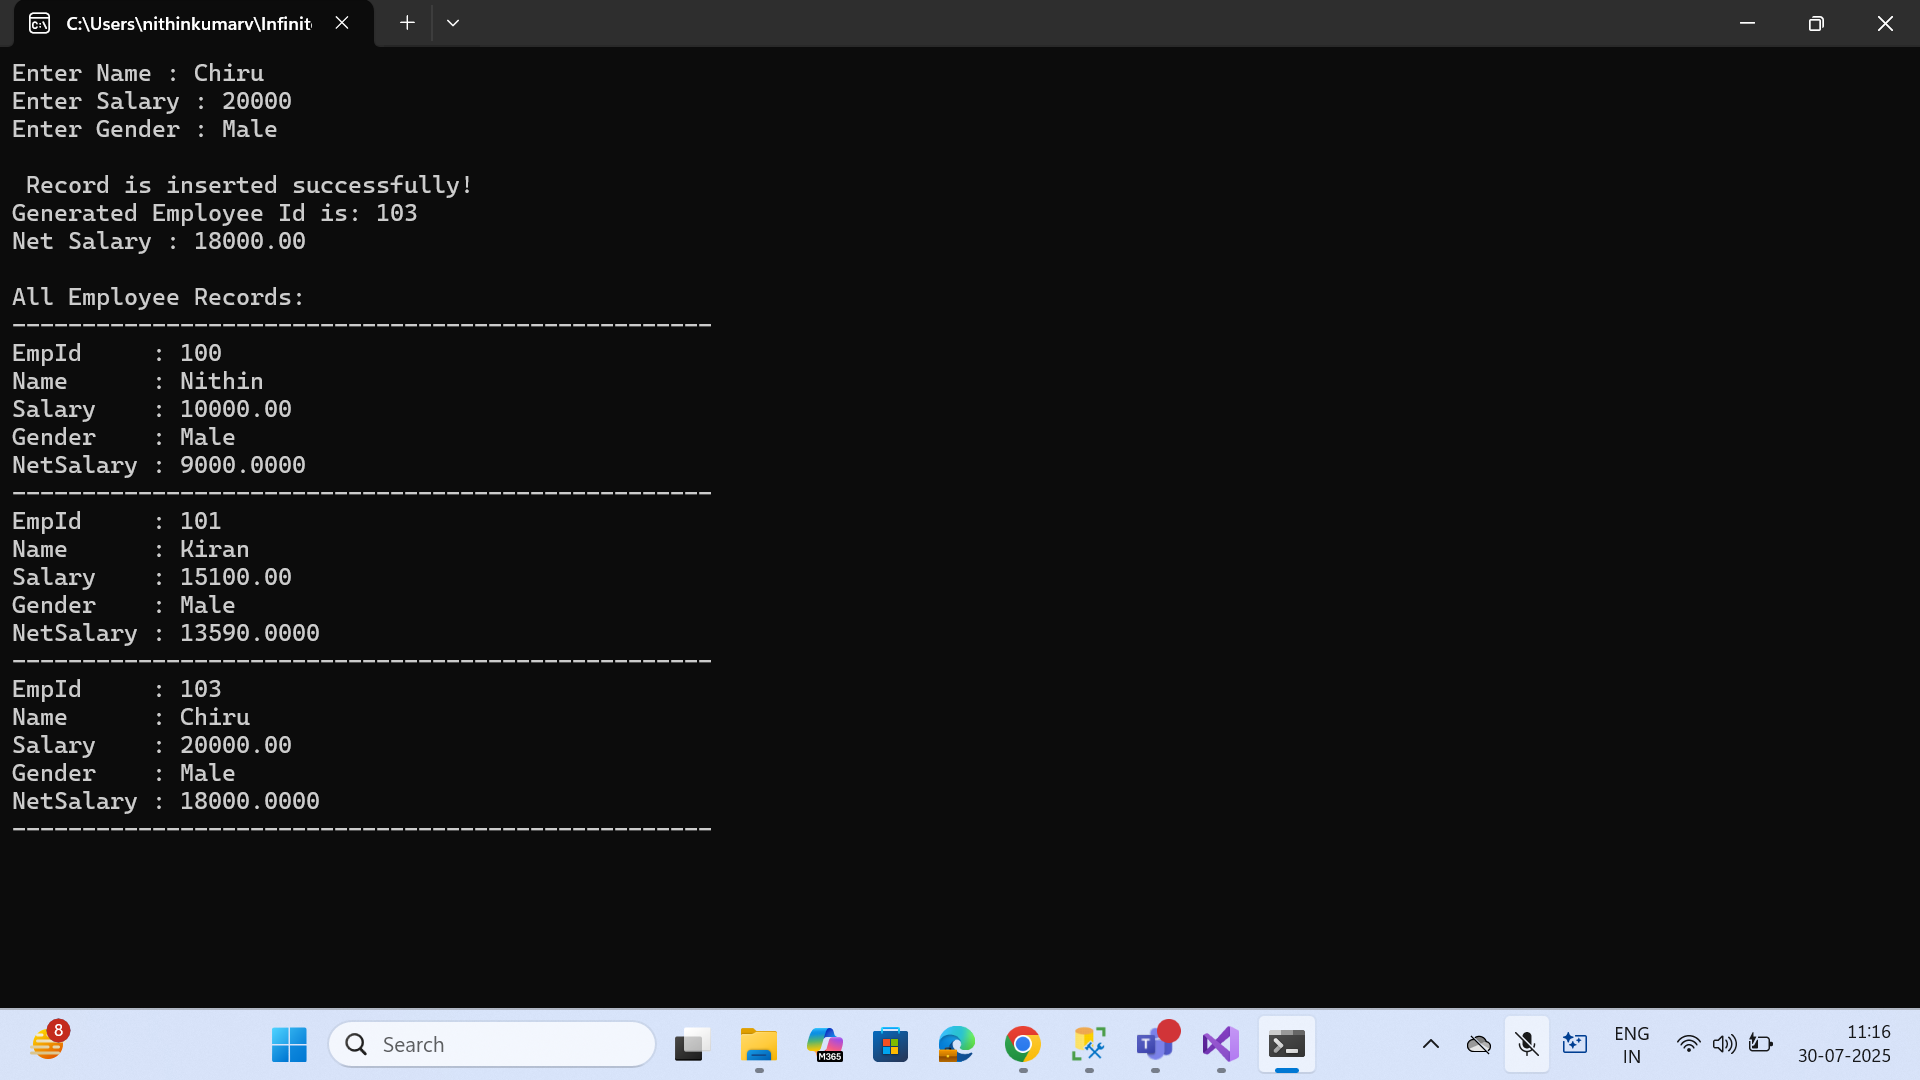 C:\Users\nithinkumarv\Infinit
Enter Name : Chiru
Enter Salary : 20000
Enter Gender : Male
Record is inserted successfully!
Generated Employee Id is: 103
Net Salary : 18000.00
All Employee Records:
--------------------------------------------------
EmpId     : 100
Name      : Nithin
Salary    : 10000.00
Gender    : Male
NetSalary : 9000.0000
--------------------------------------------------
EmpId     : 101
Name      : Kiran
Salary    : 15100.00
Gender    : Male
NetSalary : 13590.0000
--------------------------------------------------
EmpId     : 103
Name      : Chiru
Salary    : 20000.00
Gender    : Male
NetSalary : 18000.0000
--------------------------------------------------
8
Search
M365
T
ENG
IN
11:16
30-07-2025